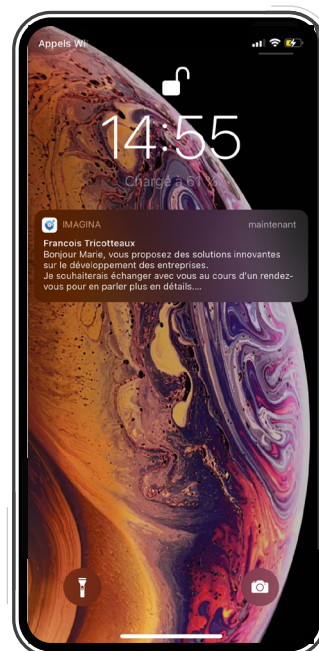 Appels Wi
14:55
Chargé à 61 %
IMAGINA
maintenant
Francois Tricotteaux
Bonjour Marie, vous proposez des solutions innovantes
sur le développement des entreprises.
Je souhaiterais échanger avec vous au cours d'un rendez-
vous pour en parler plus en détails....